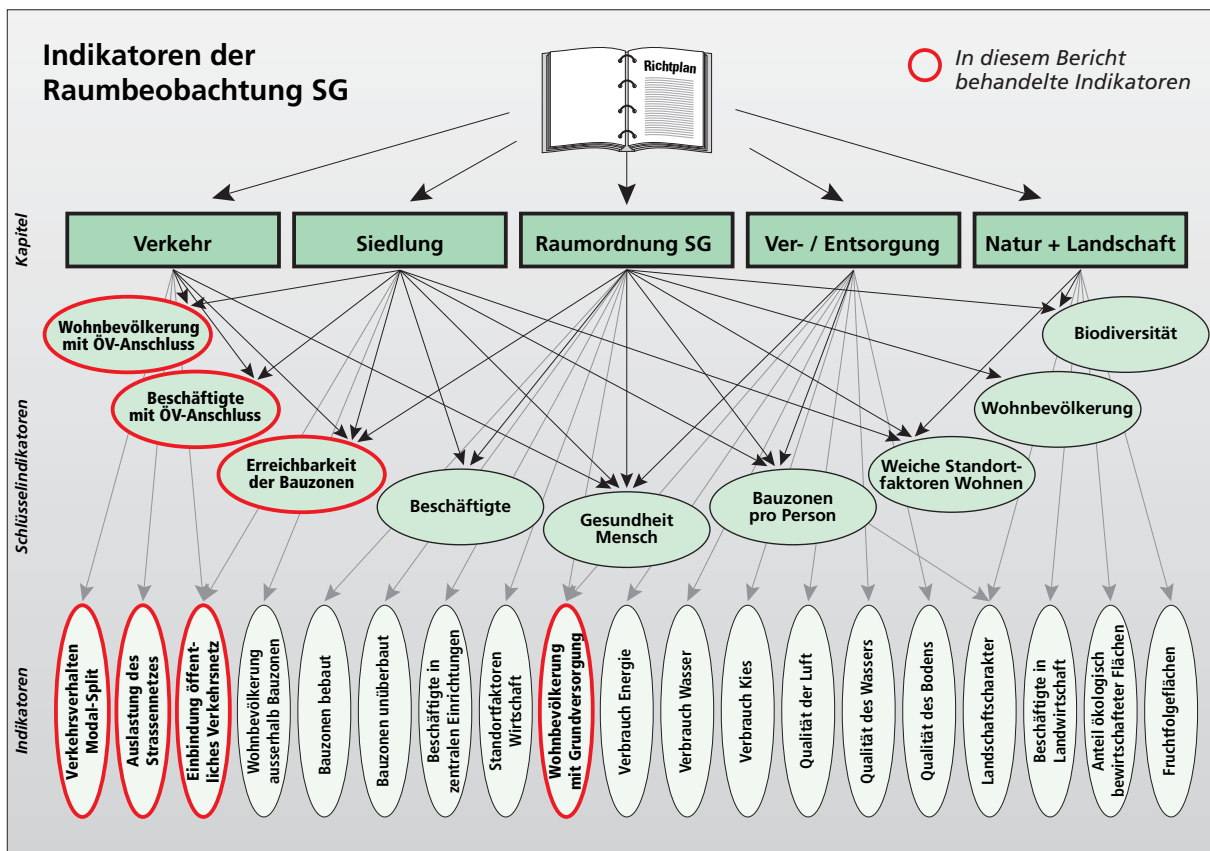 Indikatoren der
Raumbeobachtung SG
Richtplan
In diesem Bericht
behandelte Indikatoren
Kapitel
Verkehr
Siedlung
Raumordnung SG
Ver- / Entsorgung
Natur + Landschaft
Schlüsselindikatoren
Wohnbevölkerung
mit ÖV-Anschluss
Beschäftigte
mit ÖV-Anschluss
Erreichbarkeit
der Bauzonen
Beschäftigte
Gesundheit
Mensch
Bauzonen
pro Person
Weiche Standort-
faktoren Wohnen
Wohnbevölkerung
Biodiversität
Indikatoren
Verkehrsverhalten
Modal-Split
Auslastung des
Strassennetzes
Einbindung öffent-
liches Verkehrsnetz
Wohnbevölkerung
ausserhalb Bauzonen
Bauzonen bebaut
Bauzonen unüberbaut
Beschäftigte in
zentralen Einrichtungen
Standortfaktoren
Wirtschaft
Wohnbevölkerung
mit Grundversorgung
Verbrauch Energie
Verbrauch Wasser
Verbrauch Kies
Qualität der Luft
Qualität des Wassers
Qualität des Bodens
Landschaftscharakter
Beschäftigte in
Landwirtschaft
Anteil ökologisch
bewirtschafteter Flächen
Fruchtfolgeflächen